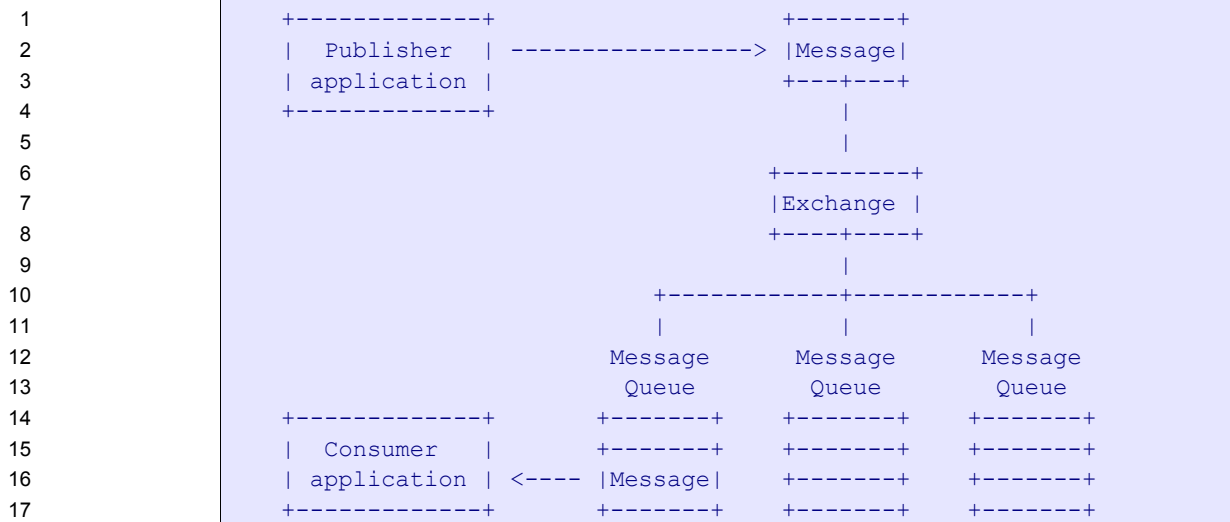 1                  +-------------+                    +-------+
2                  |  Publisher  | -----------------> |Message|
3                  | application |                    +---+---+
4                  +-------------+                        |
5                                                         |
6                                                    +---------+
7                                                    |Exchange |
8                                                    +----+----+
9                                                         |
10                                           +------------+------------+
11                                           |            |            |
12                                        Message      Message      Message
13                                         Queue        Queue        Queue
14                 +-------------+        +-------+    +-------+    +-------+
15                 |  Consumer   |        +-------+    +-------+    +-------+
16                 | application | <----  |Message|    +-------+    +-------+
17                 +-------------+        +-------+    +-------+    +-------+